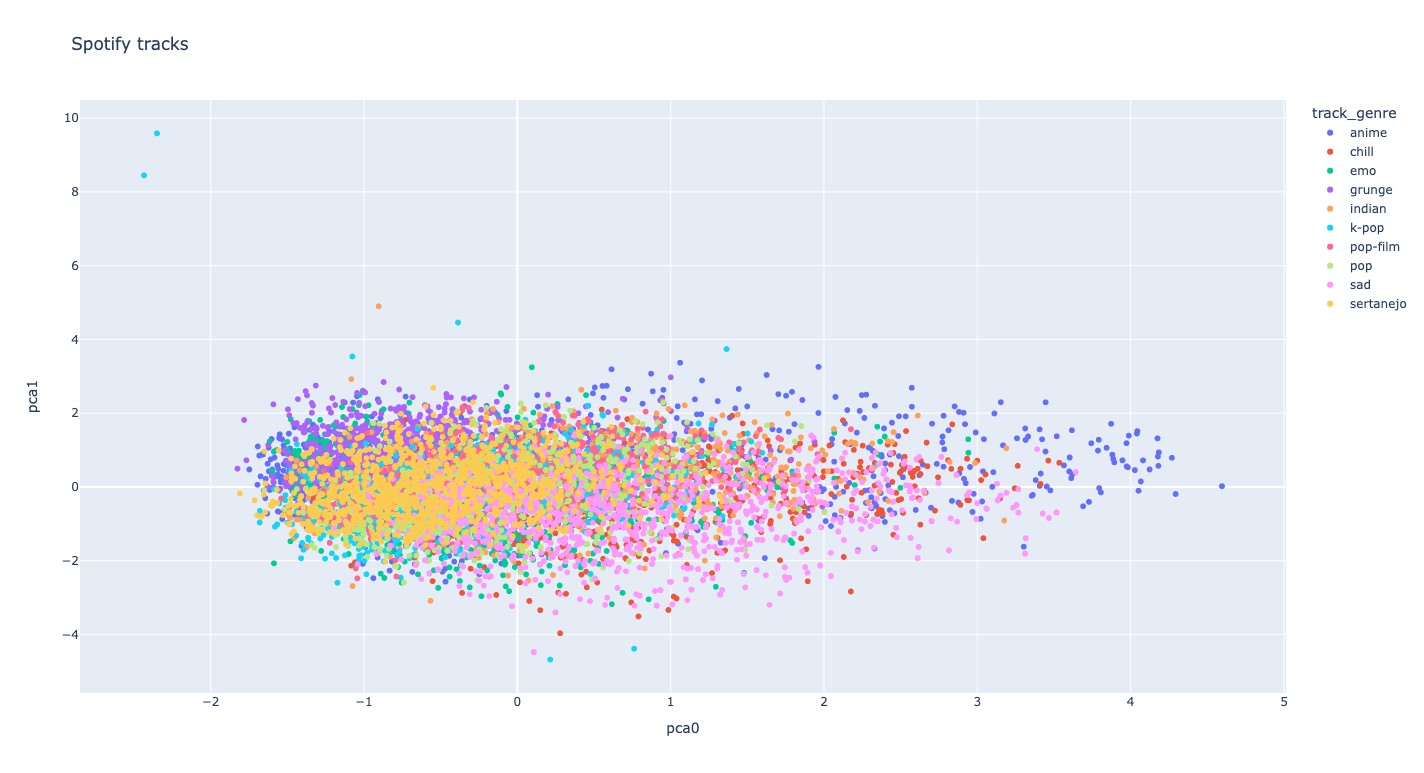 Spotify tracks
10
8
6
4
2
0
−2
−4
pca1
−2
−1
0
1
2
3
4
5
pca0
track_genre
anime
chill
emo
grunge
indian
k-pop
pop-film
pop
sad
sertanejo